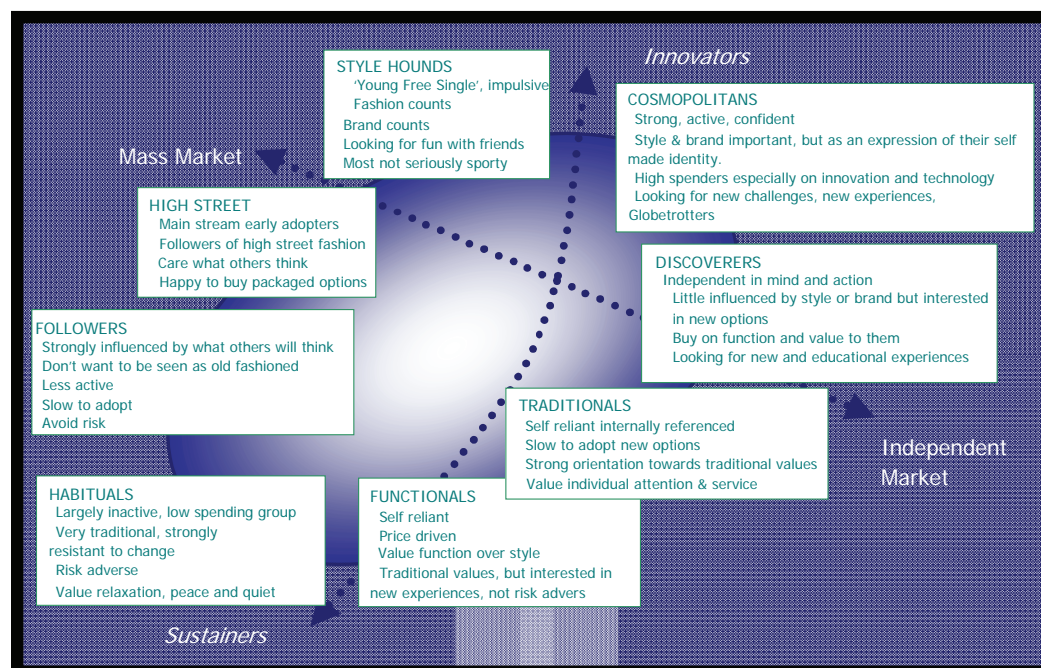 Innovators
STYLE HOUNDS
'Young Free Single', impulsive
Fashion counts
Brand counts
Looking for fun with friends
Most not seriously sporty
COSMOPOLITANS
Strong, active, confident
Style & brand important, but as an expression of their self
made identity.
High spenders especially on innovation and technology
Looking for new challenges, new experiences,
Globetrotters
Mass Market
HIGH STREET
Main stream early adopters
Followers of high street fashion
Care what others think
Happy to buy packaged options
DISCOVERERS
Independent in mind and action
Little influenced by style or brand but interested
in new options
Buy on function and value to them
Looking for new and educational experiences
FOLLOWERS
Strongly influenced by what others will think
Don't want to be seen as old fashioned
Less active
Slow to adopt
Avoid risk
TRADITIONALS
Self reliant internally referenced
Slow to adopt new options
Strong orientation towards traditional values
Value individual attention & service
Independent
Market
HABITUALS
Largely inactive, low spending group
Very traditional, strongly
resistant to change
Risk adverse
Value relaxation, peace and quiet
FUNCTIONALS
Self reliant
Price driven
Value function over style
Traditional values, but interested in
new experiences, not risk advers
Sustainers